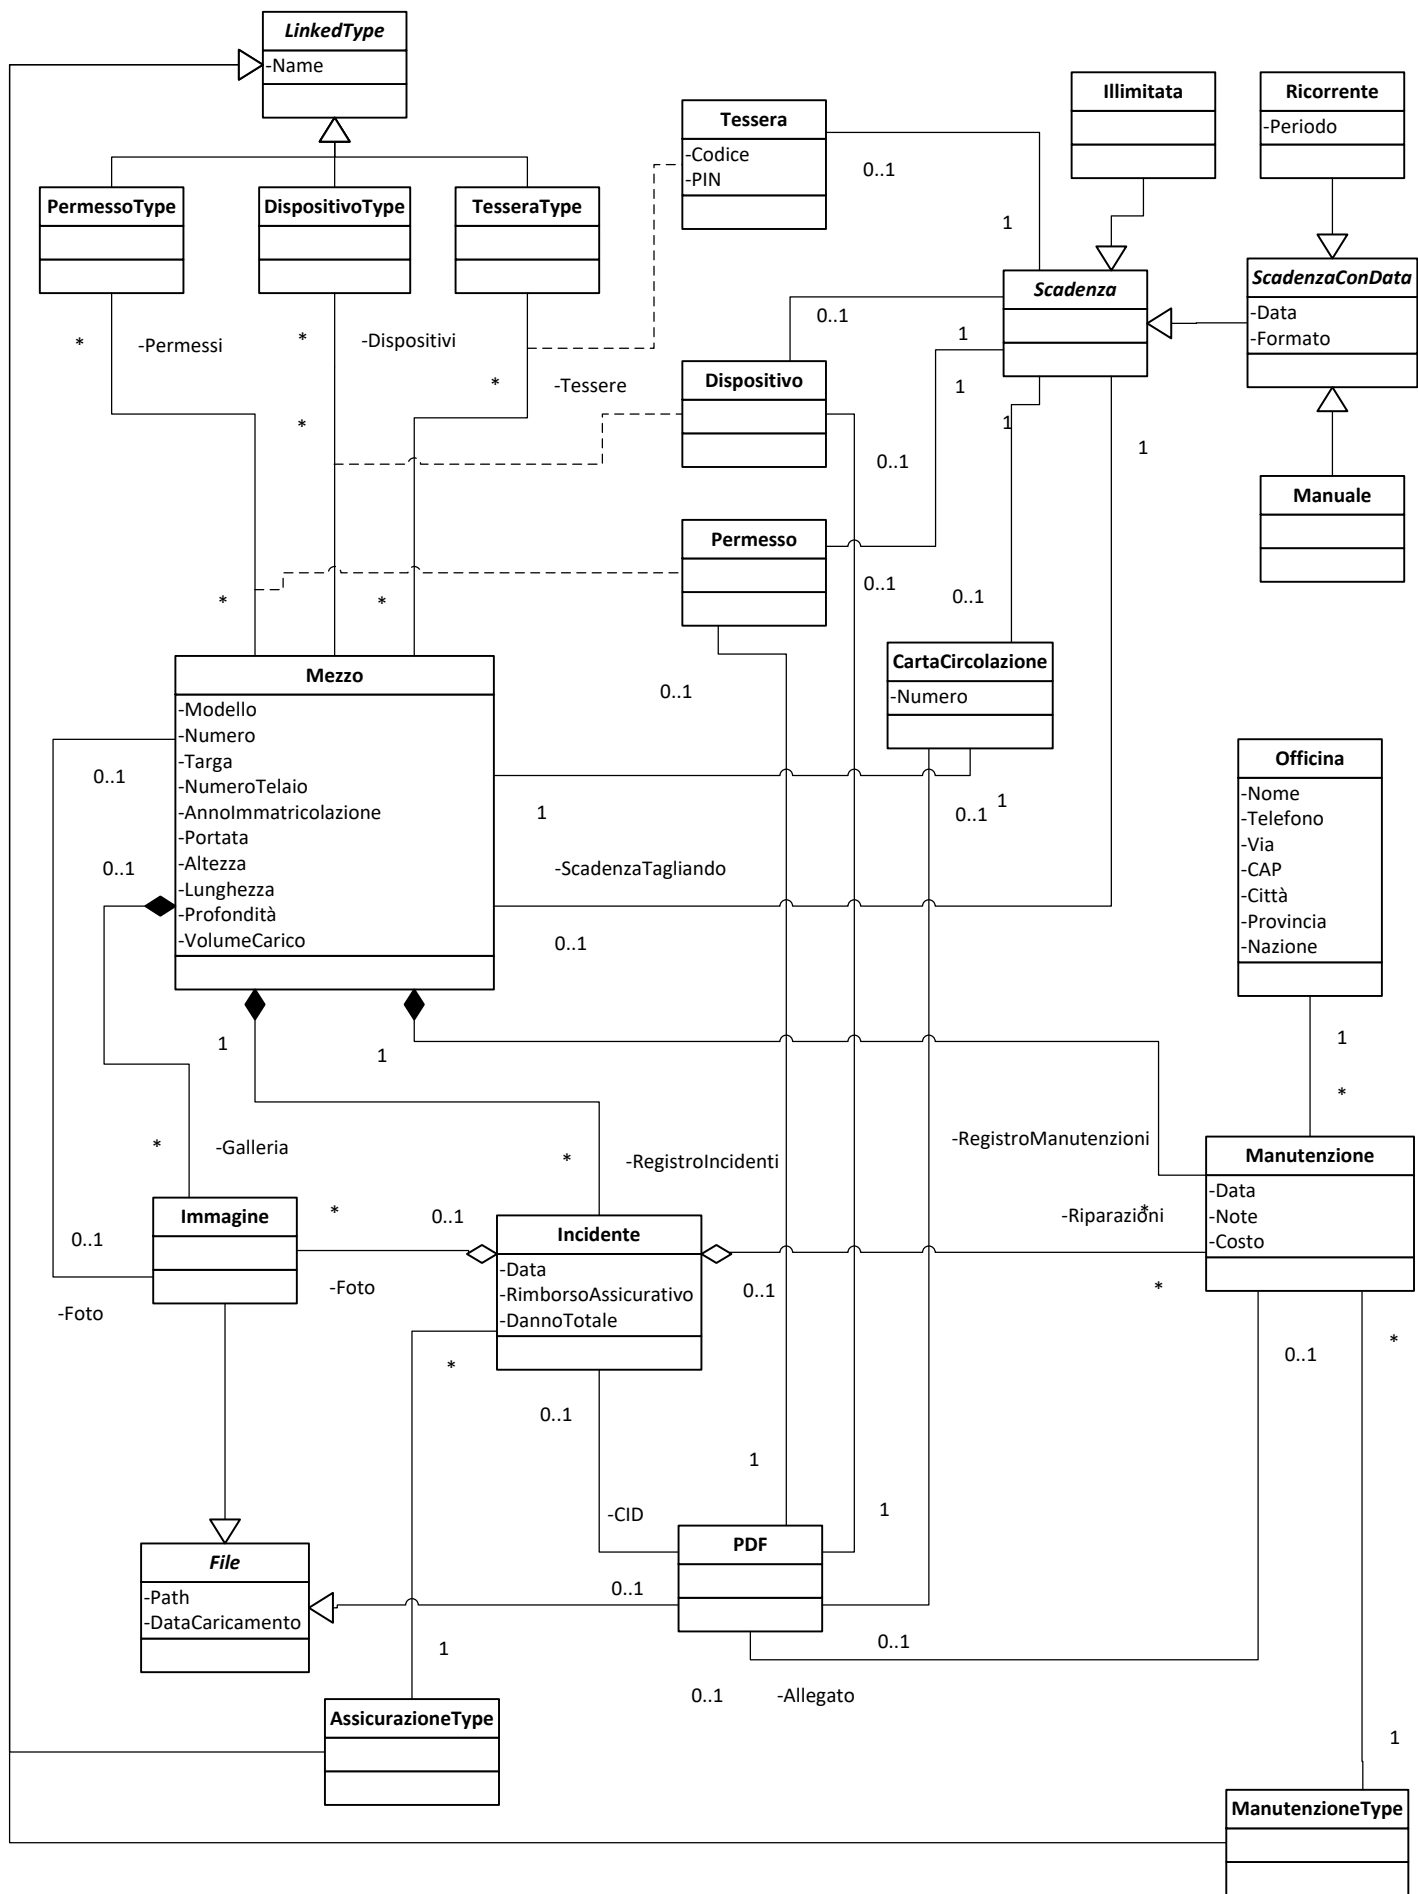 LinkedType
-Name
Illimitata
Ricorrente
-Periodo
Tessera
-Codice
-PIN
0..1
1
PermessoType
DispositivoType
TesseraType
Scadenza
ScadenzaConData
-Data
-Formato
*
-Permessi
*
-Dispositivi
*
-Tessere
*
0..1
1
1
1
1
Dispositivo
0..1
Manuale
Permesso
0..1
0..1
*
*
0..1
CartaCircolazione
-Numero
Mezzo
-Modello
-Numero
-Targa
-NumeroTelaio
-AnnoImmatricolazione
-Portata
-Altezza
-Lunghezza
-Profondità
-VolumeCarico
0..1
0..1
1
0..1
1
-ScadenzaTagliando
0..1
Officina
-Nome
-Telefono
-Via
-CAP
-Città
-Provincia
-Nazione
1
1
1
*
*
-Galleria
*
-RegistroIncidenti
-RegistroManutenzioni
Manutenzione
-Data
-Note
-Costo
*
-Riparazioni
*
Immagine
*
0..1
-Foto
0..1
-Foto
Incidente
-Data
-RimborsoAssicurativo
-DannoTotale
0..1
*
0..1
0..1
*
1
1
-CID
0..1
PDF
File
-Path
-DataCaricamento
0..1
0..1
-Allegato
1
AssicurazioneType
1
ManutenzioneType